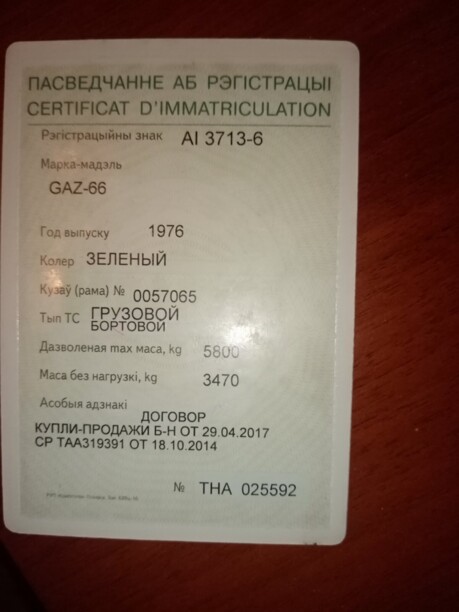 ПАСВЕДЧАННЕ АБ РЭГІСТРАЦЫІ
CERTIFICAT D'IMMATRICULATION
Рэгістрацыйны знак AI 3713-6
Марка-мадэль
GAZ-66
Год выпуску 1976
Колер ЗЕЛЕНЫЙ
Кузаў (рама) № 0057065
Тып ТС ГРУЗОВОЙ
БОРТОВОЙ
Дазволеная max маса, kg 5800
Маса без нагрузкі, kg 3470
Асобыя адзнакі
ДОГОВОР
КУПЛИ-ПРОДАЖИ Б-Н ОТ 29.04.2017
СР ТАА319391 ОТ 18.10.2014
№ THA 025592